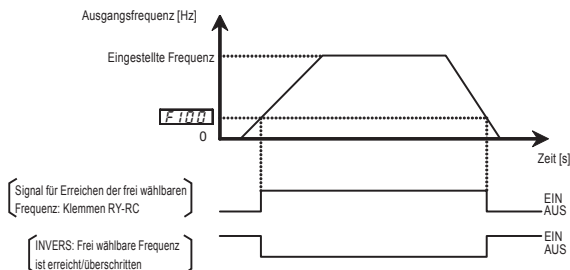 Ausgangsfrequenz [Hz]
Eingestellte Frequenz
F100
0
Zeit [s]
Signal für Erreichen der frei wählbaren
Frequenz: Klemmen RY-RC
EIN
AUS
INVERS: Frei wählbare Frequenz
ist erreicht/überschritten
EIN
AUS